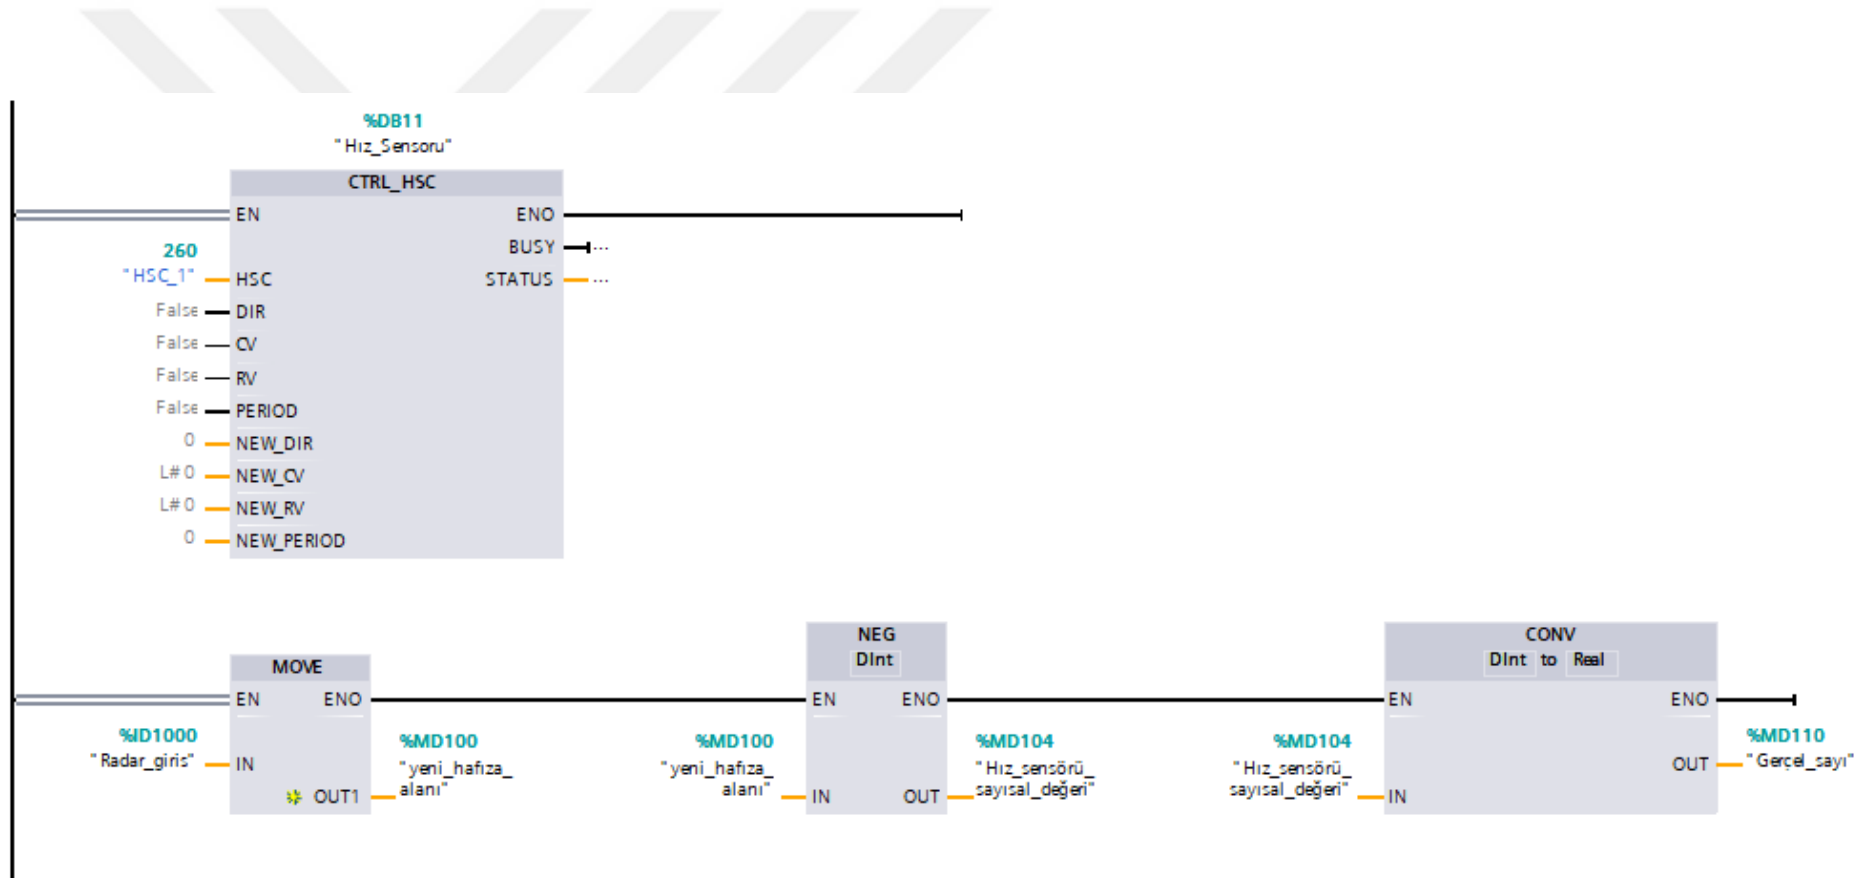 %DB11
"Hız_Sensoru"
CTRL_HSC
EN ENO
BUSY ...
260
"HSC_1" HSC STATUS ...
False DIR
False CV
False RV
False PERIOD
0 NEW_DIR
L#0 NEW_CV
L#0 NEW_RV
0 NEW_PERIOD
MOVE
EN ENO
%ID1000
"Radar_giris" IN
OUT1
%MD100
"yeni_hafıza_
alanı"
NEG
DInt
EN ENO
%MD100
"yeni_hafıza_
alanı" IN
OUT
%MD104
"Hız_sensörü_
sayısal_değeri"
CONV
DInt to Real
EN ENO
%MD104
"Hız_sensörü_
sayısal_değeri" IN
OUT
%MD110
"Gerçel_sayı"